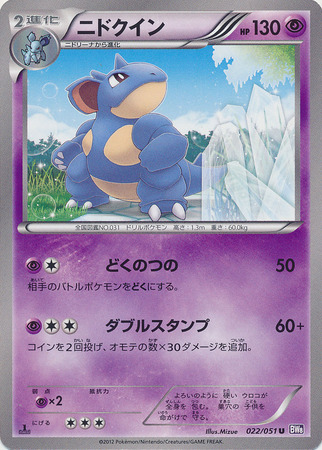 2進化
ニドクイン
HP 130
ニドリーナから進化
全国図鑑NO.031 ドリルポケモン 高さ:1.3m 重さ:60.0kg
どくのつの 50
相手のバトルポケモンをどくにする。
ダブルスタンプ 60+
コインを2回投げ、オモテの数×30ダメージを追加。
弱点 抵抗力
×2
にげる
よろいのように 硬い ウロコが
全身を 包む。 巣穴の 子供を
命がけで 守る。
Illus.Mizue 022/051 U BW8
©2012 Pokémon/Nintendo/Creatures/GAME FREAK.